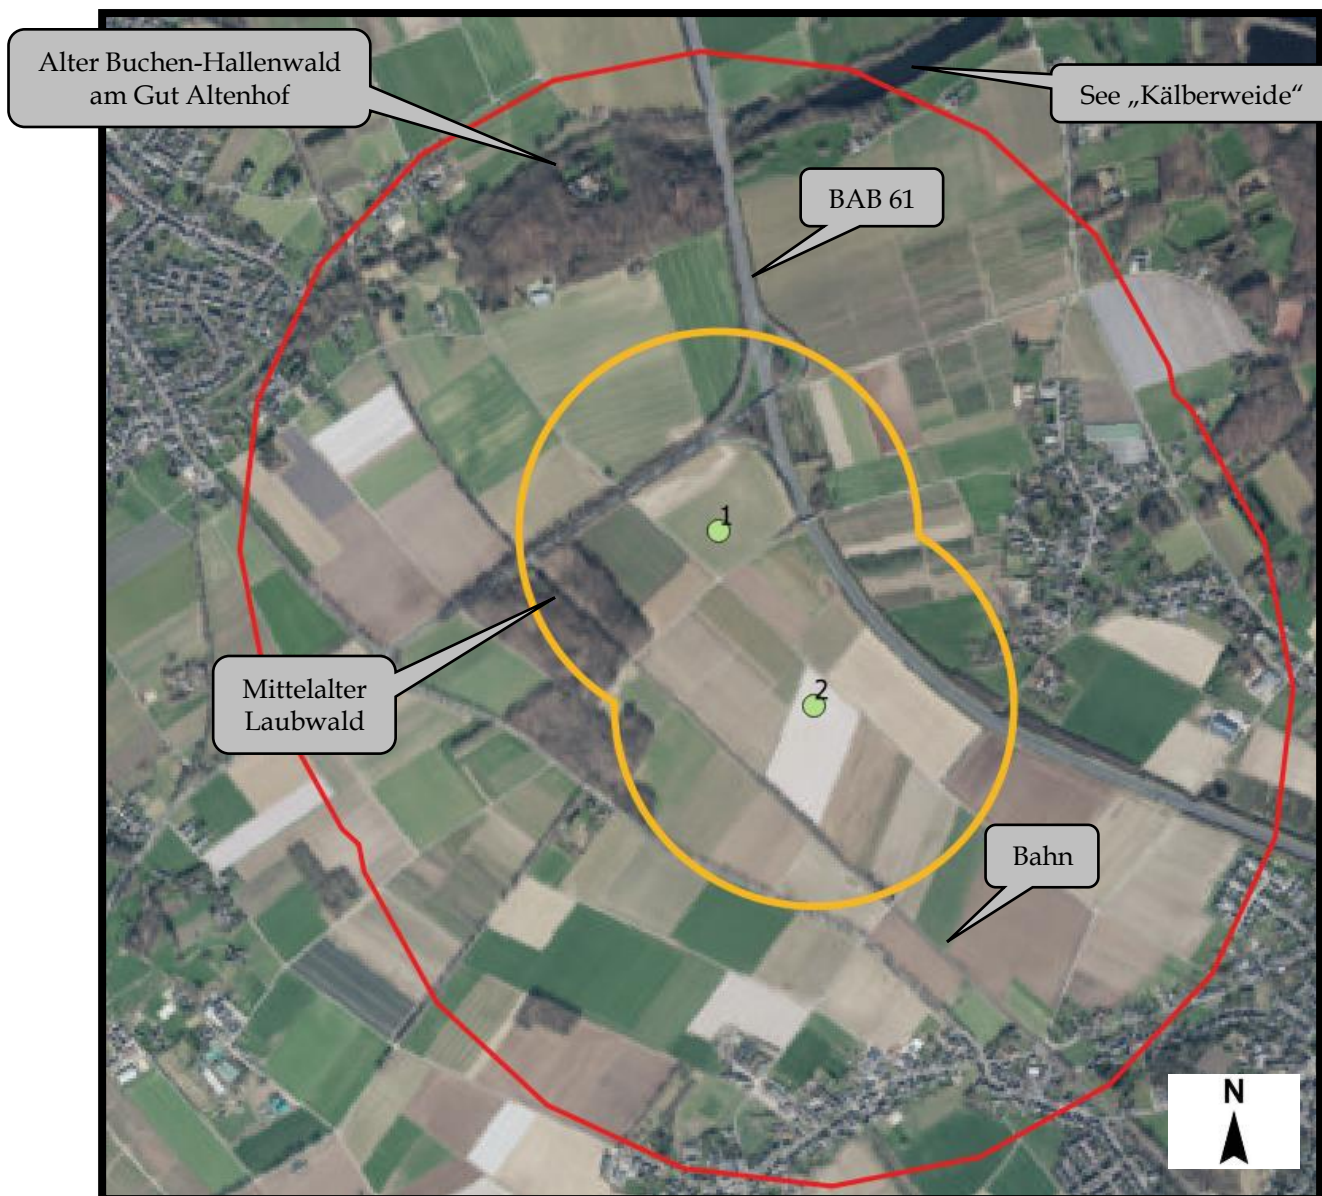 Alter Buchen-Hallenwald
am Gut Altenhof
See „Kälberweide“
BAB 61
1
2
Mittelalter
Laubwald
Bahn
N